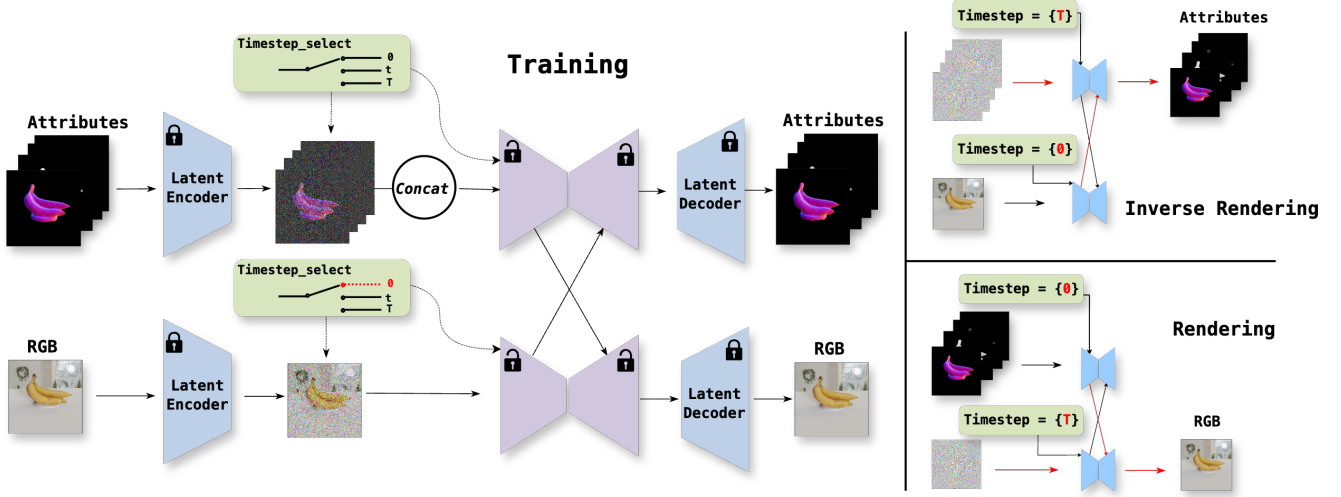 Training
Timestep_select
0
t
T
Attributes
Latent
Encoder
Concat
Latent
Decoder
Attributes
Timestep_select
0
t
T
RGB
Latent
Encoder
Latent
Decoder
RGB
Timestep = {T}
Attributes
Timestep = {0}
Inverse Rendering
Timestep = {0}
Rendering
Timestep = {T}
RGB